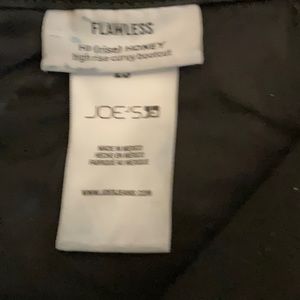 FLAWLESS
Hi (rise) HONEY
high rise curvy bootcut
JOE'S
MADE IN MEXICO
HECHO EN MEXICO
FABRIQUÉ AU MEXIQUE
WWW.JOESJEANS.COM